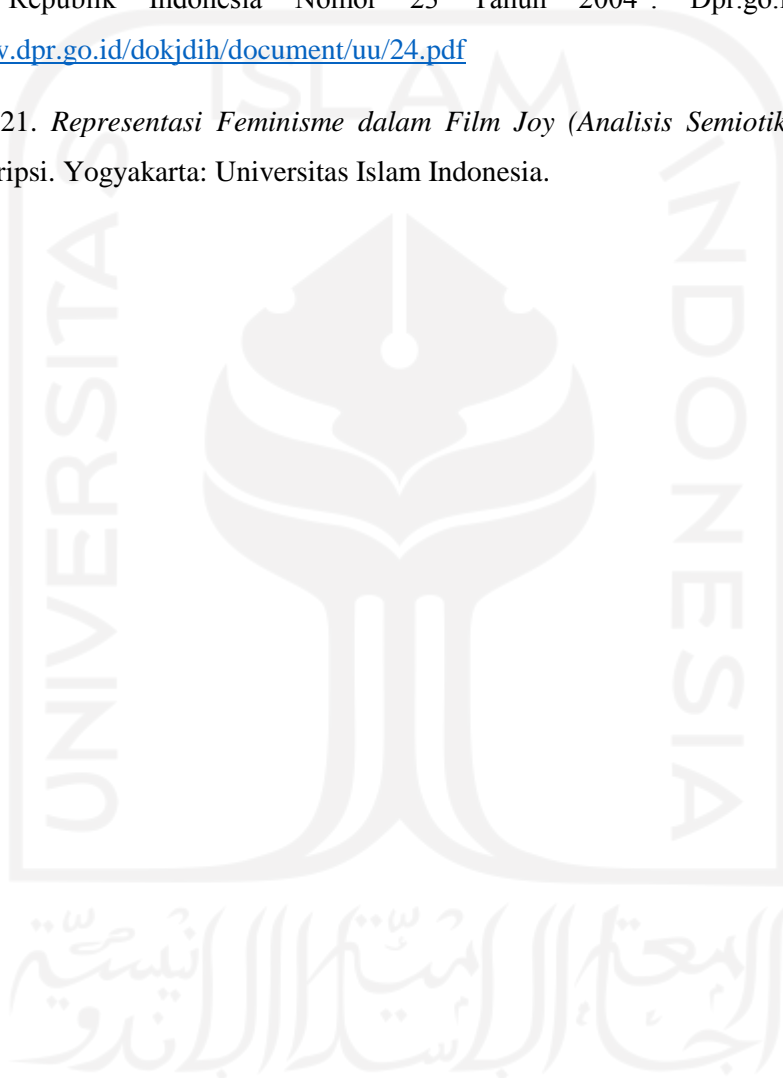 Republik Indonesia Nomor 23 Tahun 2004". Dpr.go.i
w.dpr.go.id/dokjdih/document/uu/24.pdf
ISLAM
21. Representasi Feminisme dalam Film Joy (Analisis Semiotik
ripsi. Yogyakarta: Universitas Islam Indonesia.
UNIVERSITAS
INDONESIA